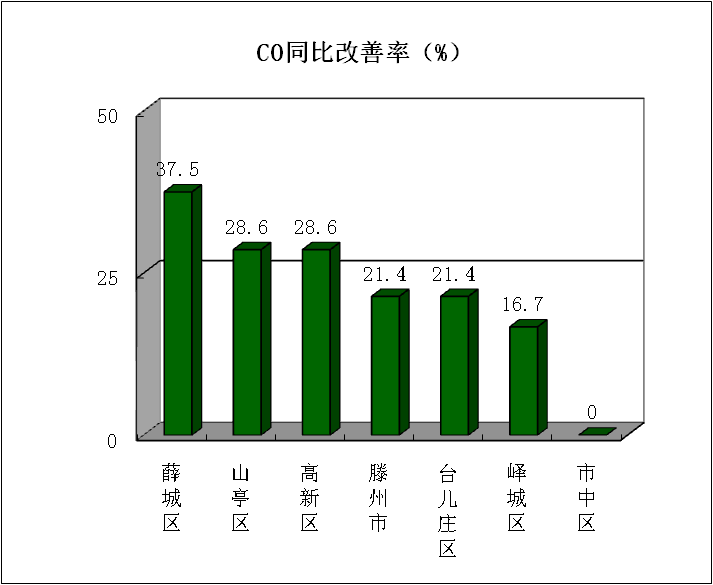 CO同比改善率（%）
50
37.5
28.6
28.6
25
21.4
21.4
16.7
0
0
薛城区
山亭区
高新区
滕州市
台儿庄区
峄城区
市中区